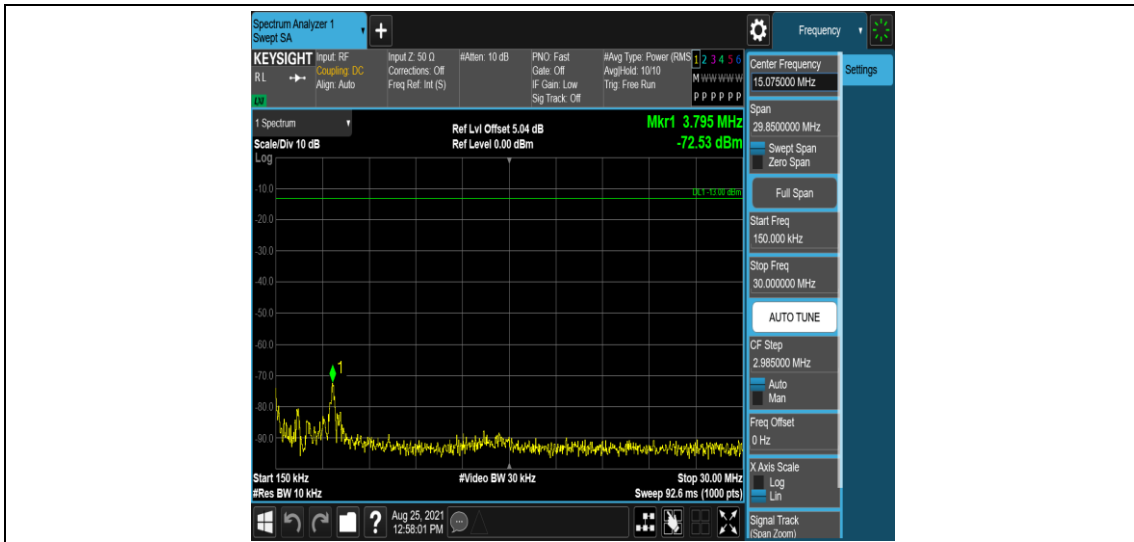 Spectrum Analyzer 1
Swept SA
+
Frequency
KEYSIGHT
RL
LXI
Input: RF
Coupling: DC
Align: Auto
Input Z: 50 Ω
Corrections: Off
Freq Ref: Int (S)
#Atten: 10 dB
PNO: Fast
Gate: Off
IF Gain: Low
Sig Track: Off
#Avg Type: Power (RMS
Avg|Hold: 10/10
Trig: Free Run
1 2 3 4 5 6
M W W W W W
P P P P P P
1 Spectrum
Scale/Div 10 dB
Log
Ref Lvl Offset 5.04 dB
Ref Level 0.00 dBm
Mkr1 3.795 MHz
-72.53 dBm
DL1 -13.00 dBm
-10.0
-20.0
-30.0
-40.0
-50.0
-60.0
-70.0
-80.0
-90.0
1
Start 150 kHz
#Res BW 10 kHz
#Video BW 30 kHz
Stop 30.00 MHz
Sweep 92.6 ms (1000 pts)
?
Aug 25, 2021
12:58:01 PM
Center Frequency
15.075000 MHz
Settings
Span
29.8500000 MHz
Swept Span
Zero Span
Full Span
Start Freq
150.000 kHz
Stop Freq
30.000000 MHz
AUTO TUNE
CF Step
2.985000 MHz
Auto
Man
Freq Offset
0 Hz
X Axis Scale
Log
Lin
Signal Track
(Span Zoom)